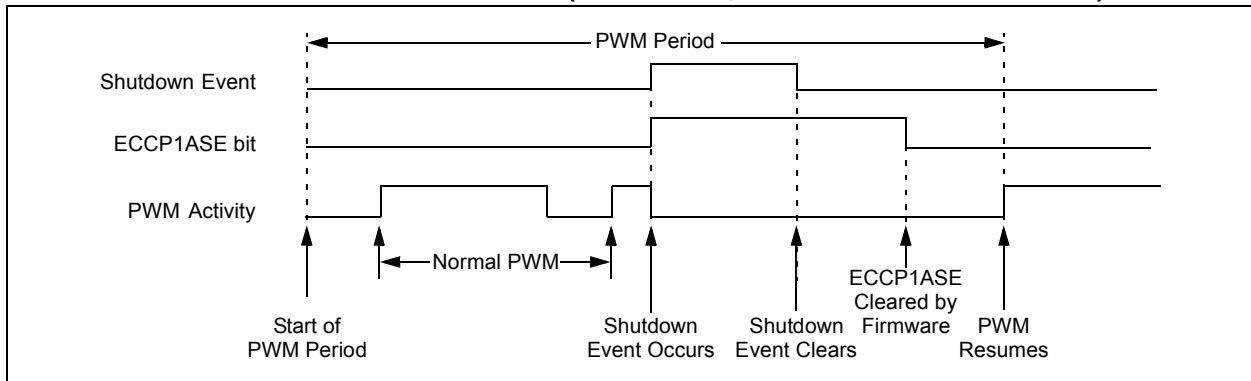 PWM Period
Shutdown Event
ECCP1ASE bit
PWM Activity
Normal PWM
Start of
PWM Period
Shutdown
Event Occurs
Shutdown
Event Clears
ECCP1ASE
Cleared by
Firmware
PWM
Resumes